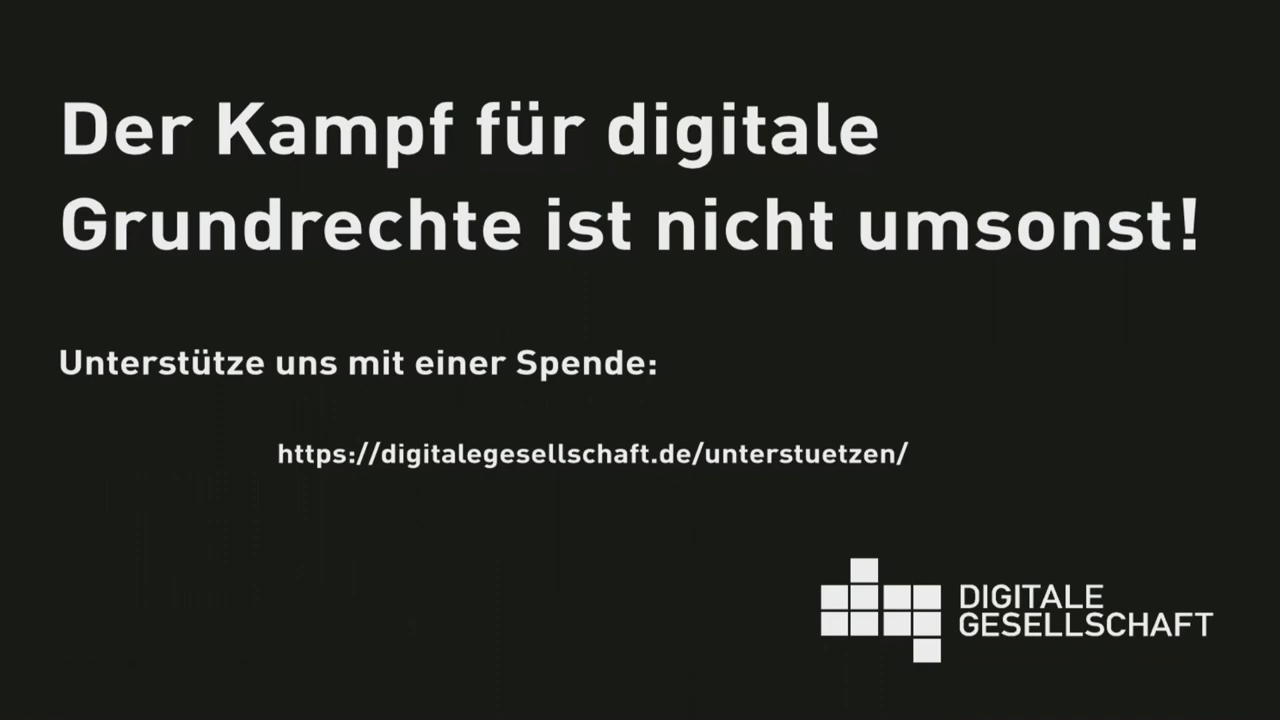 Der Kampf für digitale
Grundrechte ist nicht umsonst!
Unterstütze uns mit einer Spende:
https://digitalegesellschaft.de/unterstuetzen/
DIGITALE
GESELLSCHAFT